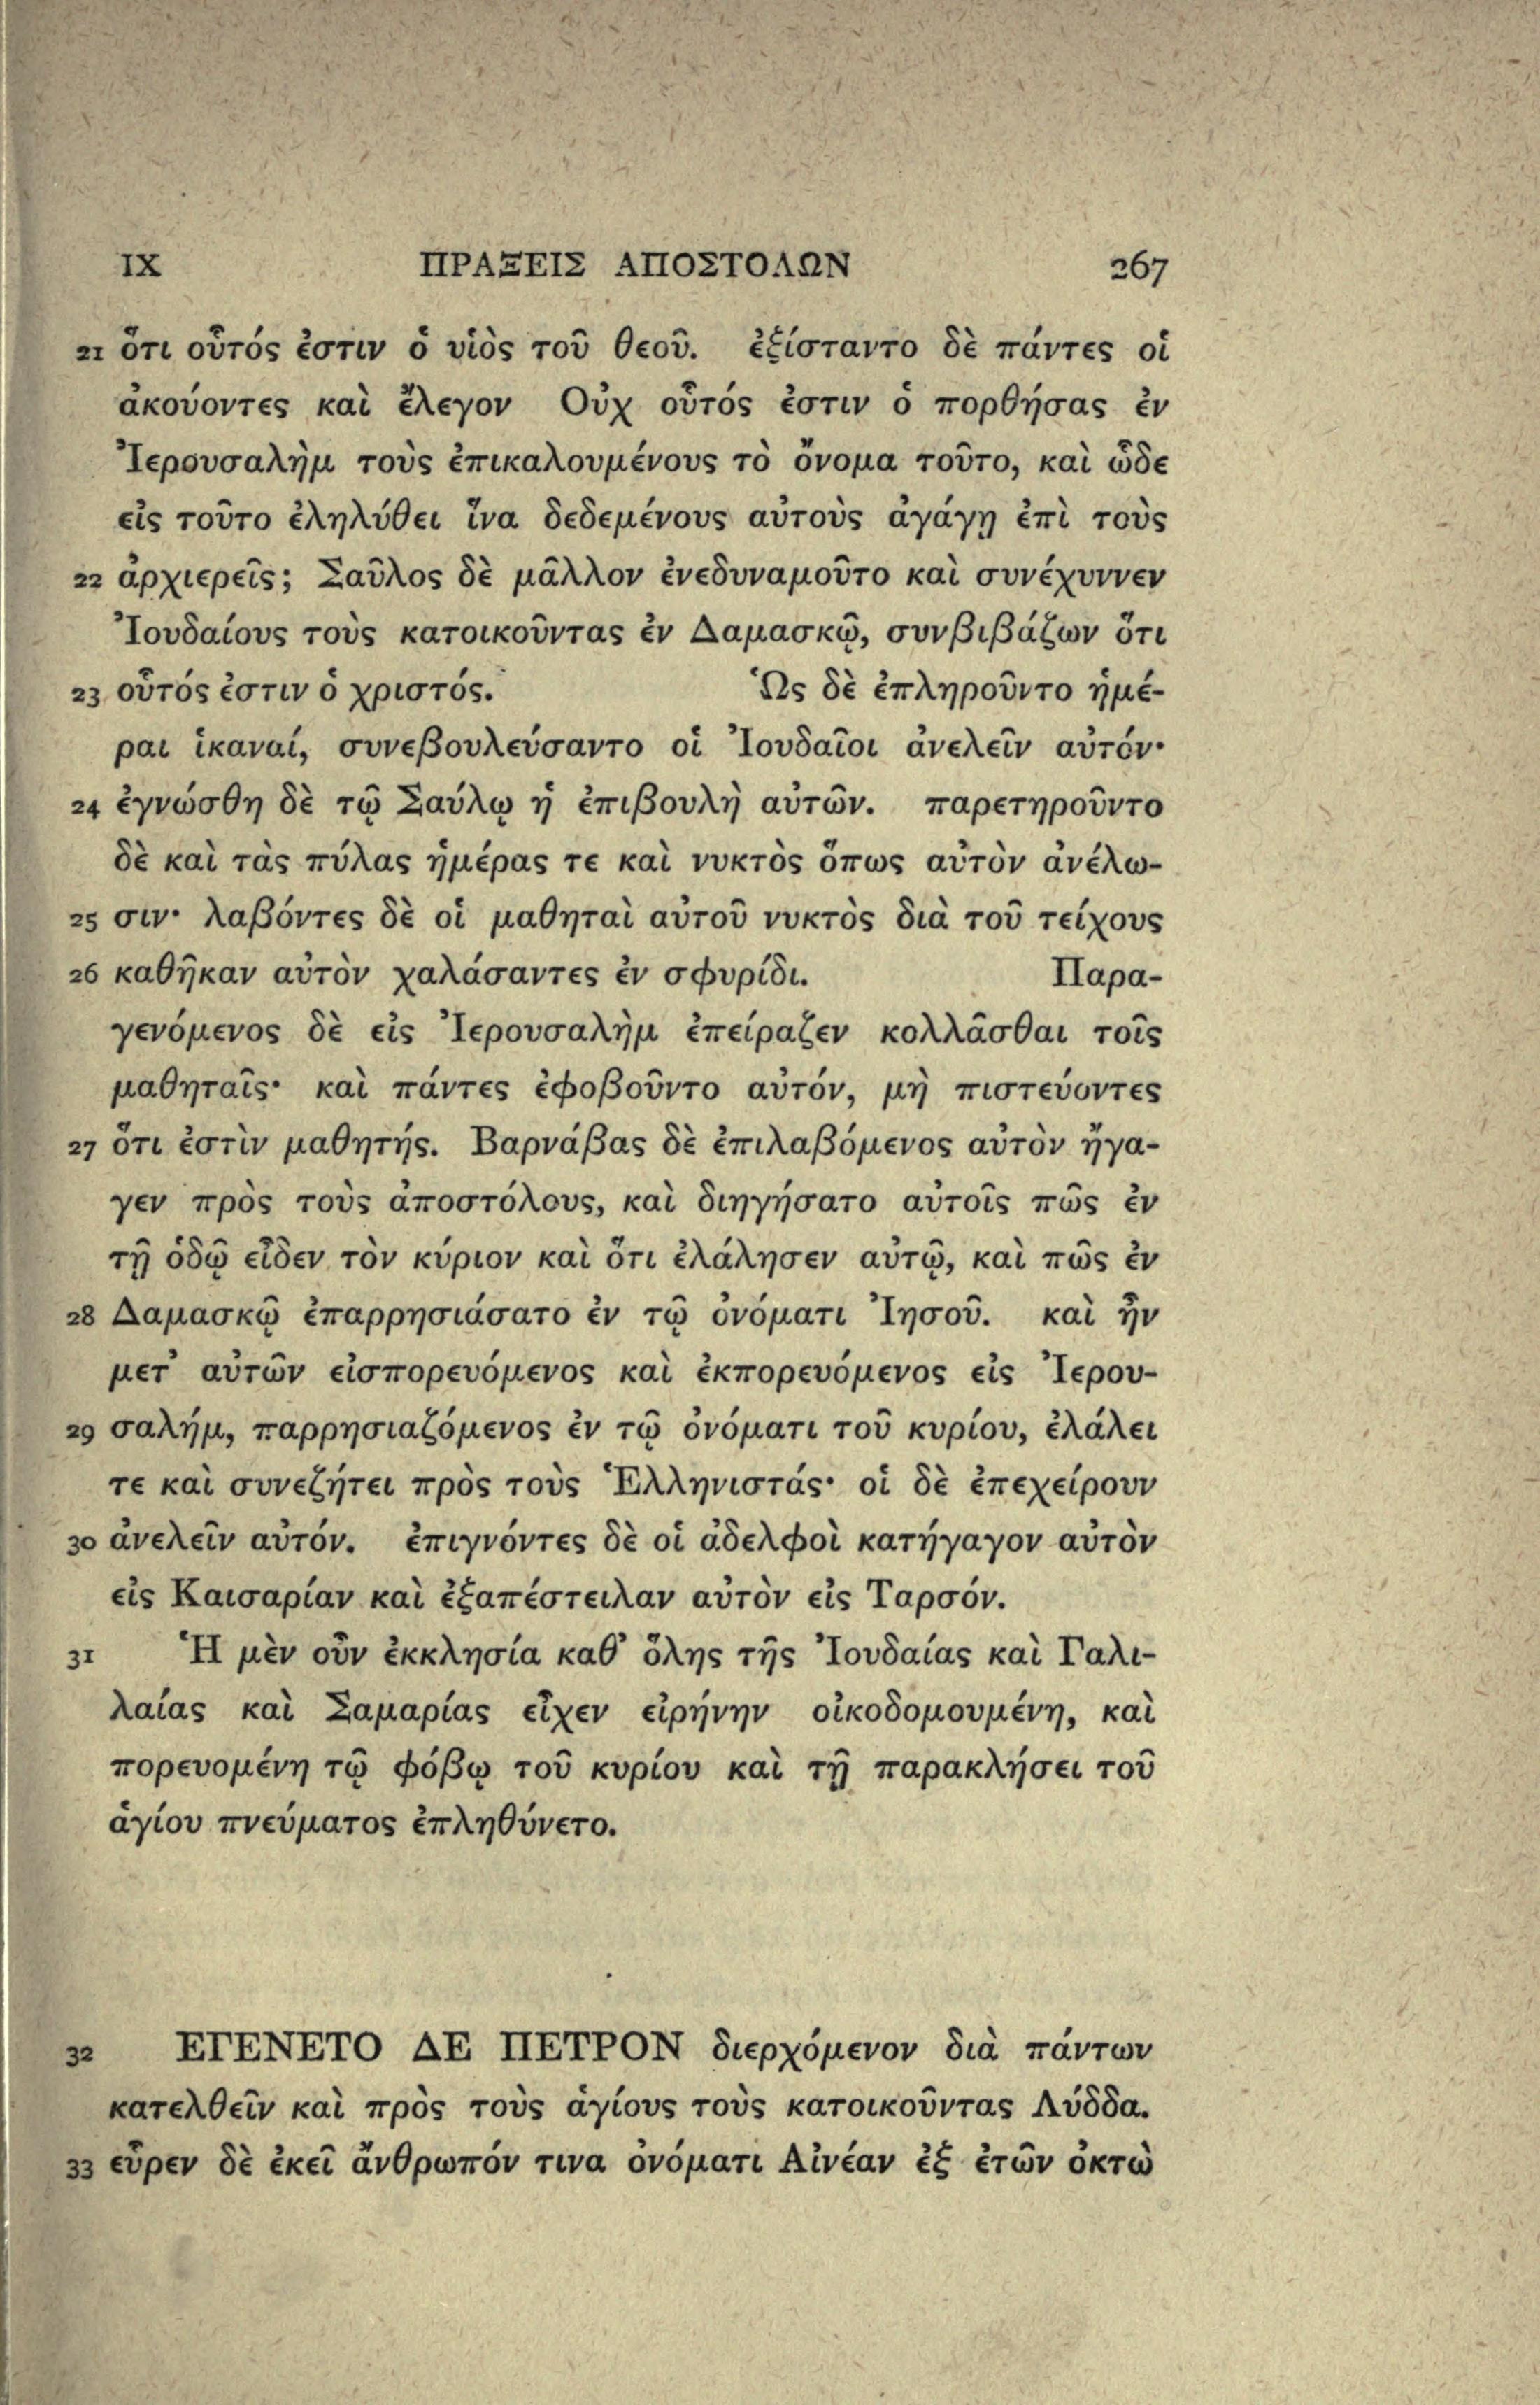 IX ΠΡΑΞΕΙΣ ΑΠΟΣΤΟΛΩΝ 267
21 ὅτι οὗτός ἐστιν ὁ υἱὸς τοῦ θεοῦ. ἐξίσταντο δὲ πάντες οἱ
ἀκούοντες καὶ ἔλεγον Οὐχ οὗτός ἐστιν ὁ πορθήσας ἐν
Ἰερουσαλὴμ τοὺς ἐπικαλουμένους τὸ ὄνομα τοῦτο, καὶ ὧδε
εἰς τοῦτο ἐληλύθει ἵνα δεδεμένους αὐτοὺς ἀγάγῃ ἐπὶ τοὺς
22 ἀρχιερεῖς; Σαῦλος δὲ μᾶλλον ἐνεδυναμοῦτο καὶ συνέχυννεν
Ἰουδαίους τοὺς κατοικοῦντας ἐν Δαμασκῷ, συνβιβάζων ὅτι
23 οὗτός ἐστιν ὁ χριστός. Ὡς δὲ ἐπληροῦντο ἡμέ-
ραι ἱκαναί, συνεβουλεύσαντο οἱ Ἰουδαῖοι ἀνελεῖν αὐτόν·
24 ἐγνώσθη δὲ τῷ Σαύλῳ ἡ ἐπιβουλὴ αὐτῶν. παρετηροῦντο
δὲ καὶ τὰς πύλας ἡμέρας τε καὶ νυκτὸς ὅπως αὐτὸν ἀνέλω-
25 σιν· λαβόντες δὲ οἱ μαθηταὶ αὐτοῦ νυκτὸς διὰ τοῦ τείχους
26 καθῆκαν αὐτὸν χαλάσαντες ἐν σφυρίδι. Παρα-
γενόμενος δὲ εἰς Ἰερουσαλὴμ ἐπείραζεν κολλᾶσθαι τοῖς
μαθηταῖς· καὶ πάντες ἐφοβοῦντο αὐτόν, μὴ πιστεύοντες
27 ὅτι ἐστὶν μαθητής. Βαρνάβας δὲ ἐπιλαβόμενος αὐτὸν ἤγα-
γεν πρὸς τοὺς ἀποστόλους, καὶ διηγήσατο αὐτοῖς πῶς ἐν
τῇ ὁδῷ εἶδεν τὸν κύριον καὶ ὅτι ἐλάλησεν αὐτῷ, καὶ πῶς ἐν
28 Δαμασκῷ ἐπαρρησιάσατο ἐν τῷ ὀνόματι Ἰησοῦ. καὶ ἦν
μετ᾽ αὐτῶν εἰσπορευόμενος καὶ ἐκπορευόμενος εἰς Ἰερου-
29 σαλήμ, παρρησιαζόμενος ἐν τῷ ὀνόματι τοῦ κυρίου, ἐλάλει
τε καὶ συνεζήτει πρὸς τοὺς Ἑλληνιστάς· οἱ δὲ ἐπεχείρουν
30 ἀνελεῖν αὐτόν. ἐπιγνόντες δὲ οἱ ἀδελφοὶ κατήγαγον αὐτὸν
εἰς Καισαρίαν καὶ ἐξαπέστειλαν αὐτὸν εἰς Ταρσόν.
31 Ἡ μὲν οὖν ἐκκλησία καθ᾽ ὅλης τῆς Ἰουδαίας καὶ Γαλι-
λαίας καὶ Σαμαρίας εἶχεν εἰρήνην οἰκοδομουμένη, καὶ
πορευομένη τῷ φόβῳ τοῦ κυρίου καὶ τῇ παρακλήσει τοῦ
ἁγίου πνεύματος ἐπληθύνετο.
32 ΕΓΕΝΕΤΟ ΔΕ ΠΕΤΡΟΝ διερχόμενον διὰ πάντων
κατελθεῖν καὶ πρὸς τοὺς ἁγίους τοὺς κατοικοῦντας Λύδδα.
33 εὗρεν δὲ ἐκεῖ ἄνθρωπόν τινα ὀνόματι Αἰνέαν ἐξ ἐτῶν ὀκτὼ